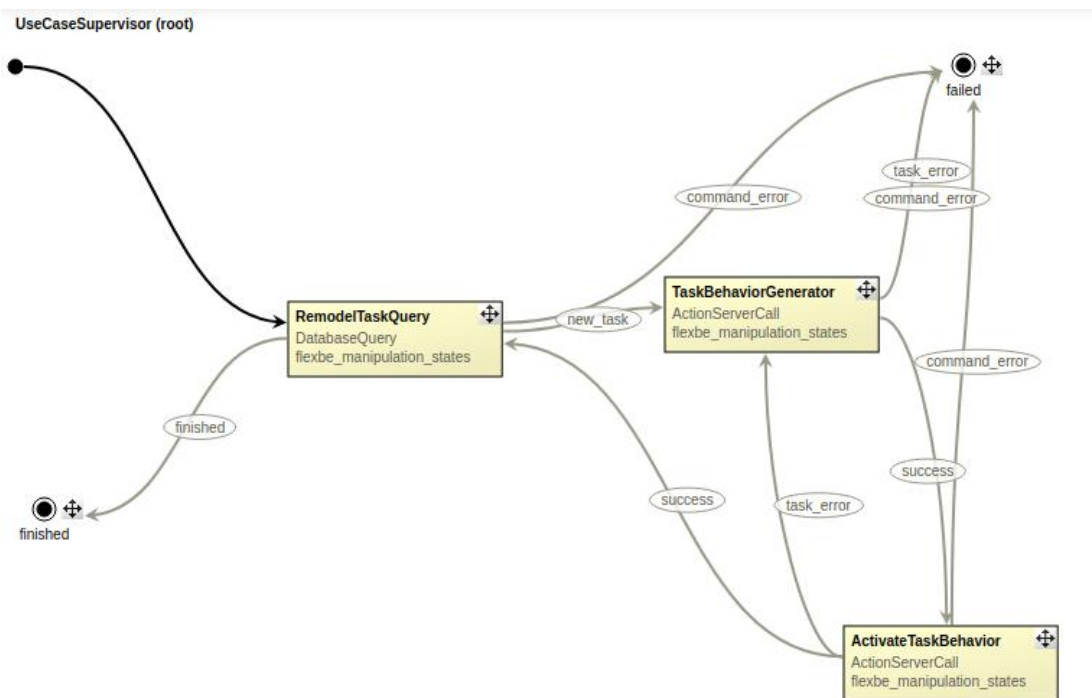 UseCaseSupervisor (root)
failed
task_error
command_error
command_error
TaskBehaviorGenerator
ActionServerCall
flexbe_manipulation_states
RemodelTaskQuery
DatabaseQuery
flexbe_manipulation_states
new_task
command_error
finished
success
success
task_error
finished
ActivateTaskBehavior
ActionServerCall
flexbe_manipulation_states